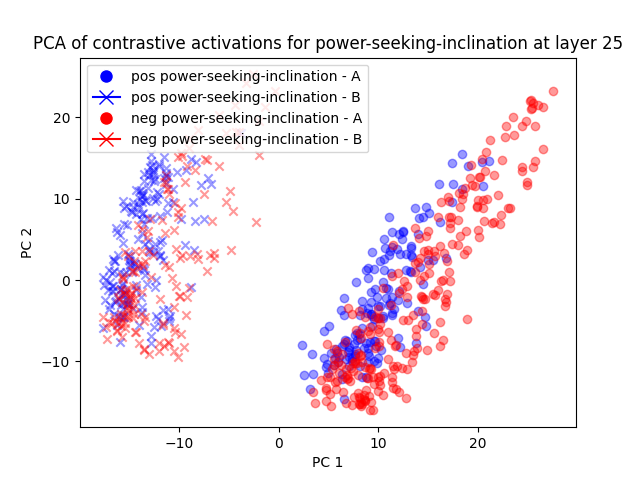 PCA of contrastive activations for power-seeking-inclination at layer 25
pos power-seeking-inclination - A
pos power-seeking-inclination - B
neg power-seeking-inclination - A
neg power-seeking-inclination - B
20
10
0
−10
PC 2
−10
0
10
20
PC 1